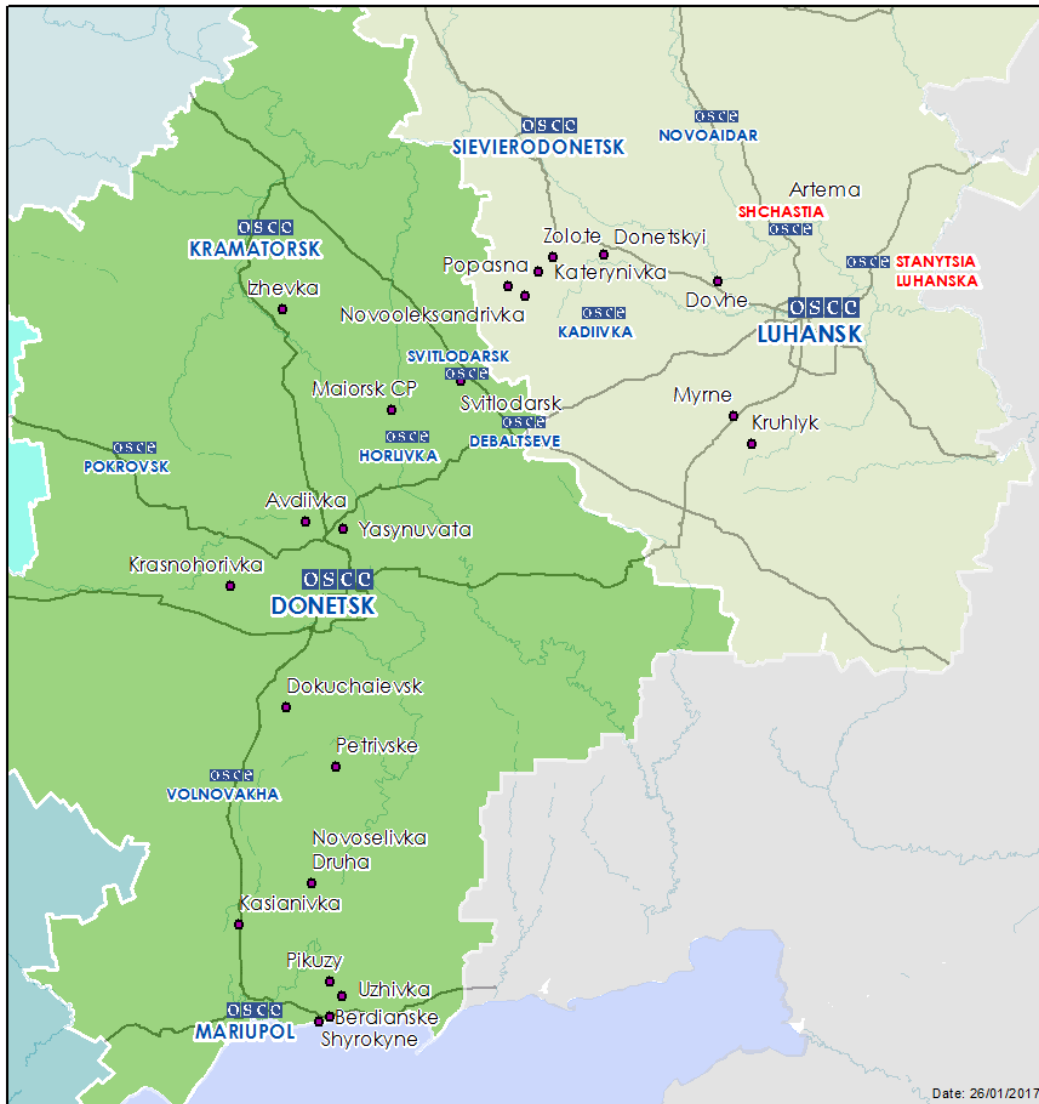 osce
SIEVIERODONETSK
osce
NOVOAIDAR
Artema
SHCHASTIA
osce
osce
KRAMATORSK
Zolote
Donetskyi
osce
STANYTSIA
LUHANSKA
Popasna
Katerynivka
Izhevka
Dovhe
Novooleksandrivka
osce
KADIIVKA
osce
LUHANSK
SVITLODARSK
osce
Maiorsk CP
Svitlodarsk
Myrne
osce
DEBALTSEVE
Kruhlyk
osce
HORLIVKA
osce
POKROVSK
Avdiivka
Yasynuvata
Krasnohorivka
osce
DONETSK
Dokuchaievsk
Petrivske
osce
VOLNOVAKHA
Novoselivka
Druha
Kasianivka
Pikuzy
Uzhivka
osce
MARIUPOL
Berdianske
Shyrokyne
Date: 26/01/2017